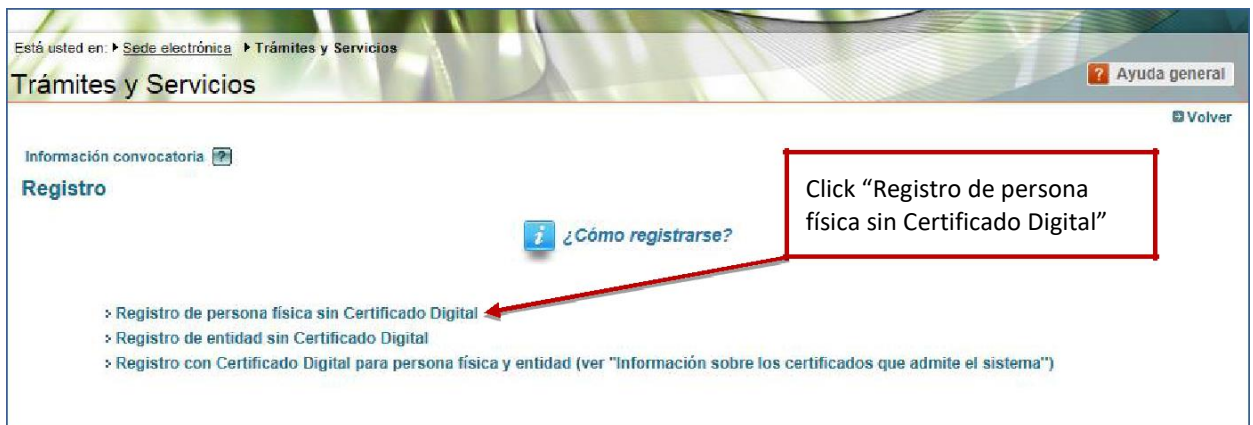 Está usted en: Sede electrónica Trámites y Servicios
Trámites y Servicios
? Ayuda general
Volver
Información convocatoria ?
Registro
Click “Registro de persona
física sin Certificado Digital”
i ¿Cómo registrarse?
> Registro de persona física sin Certificado Digital
> Registro de entidad sin Certificado Digital
> Registro con Certificado Digital para persona física y entidad (ver "Información sobre los certificados que admite el sistema")